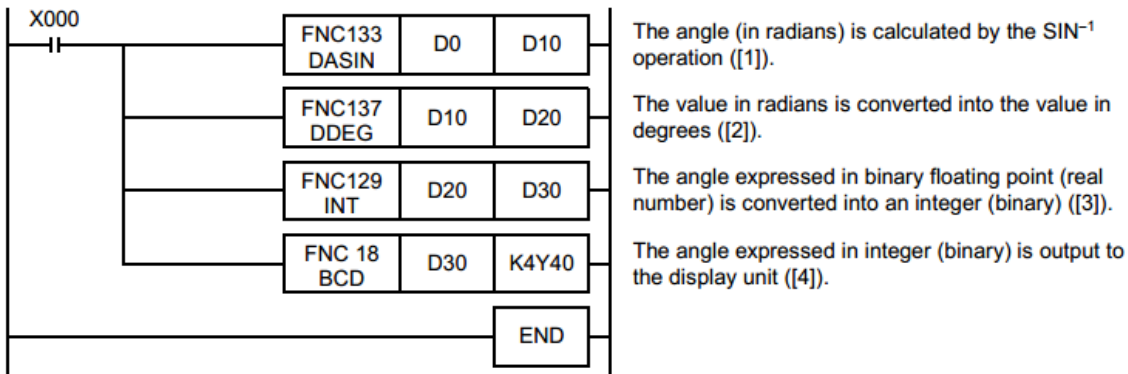 X000
FNC133
DASIN
D0
D10
The angle (in radians) is calculated by the SIN⁻¹
operation ([1]).
FNC137
DDEG
D10
D20
The value in radians is converted into the value in
degrees ([2]).
FNC129
INT
D20
D30
The angle expressed in binary floating point (real
number) is converted into an integer (binary) ([3]).
FNC 18
BCD
D30
K4Y40
The angle expressed in integer (binary) is output to
the display unit ([4]).
END